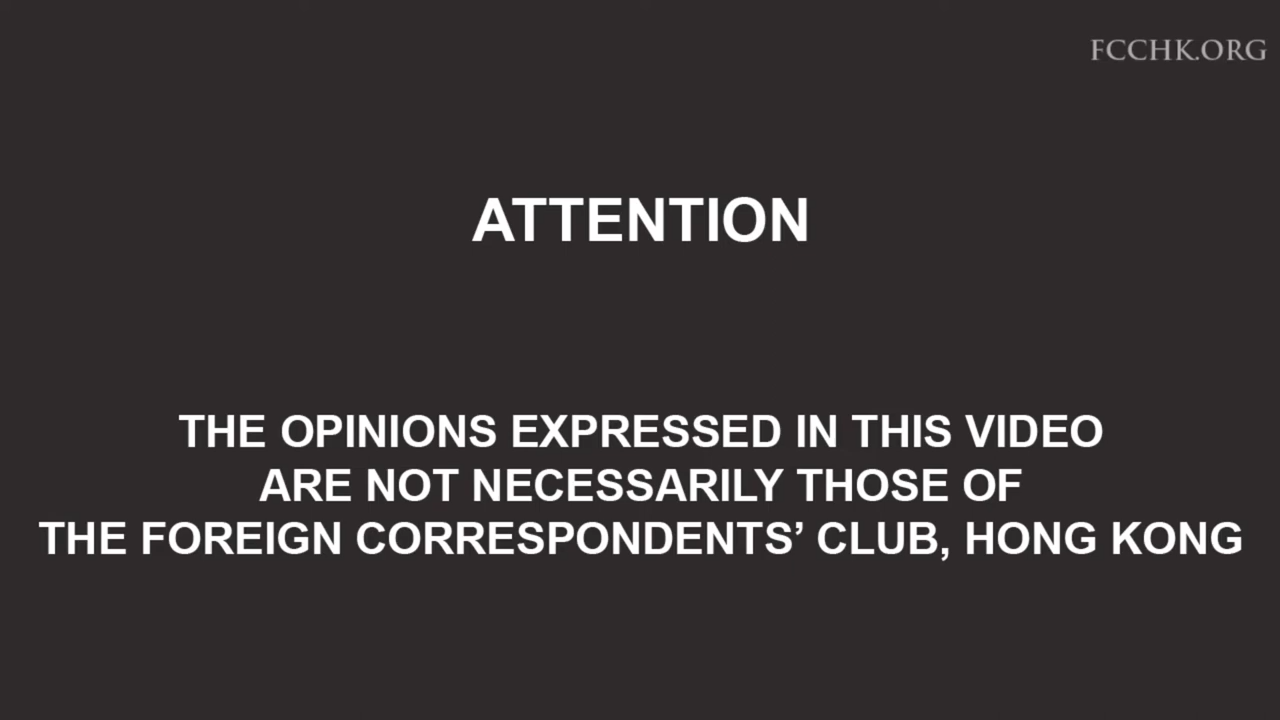 FCCHK.ORG
ATTENTION
THE OPINIONS EXPRESSED IN THIS VIDEO
ARE NOT NECESSARILY THOSE OF
THE FOREIGN CORRESPONDENTS’ CLUB, HONG KONG